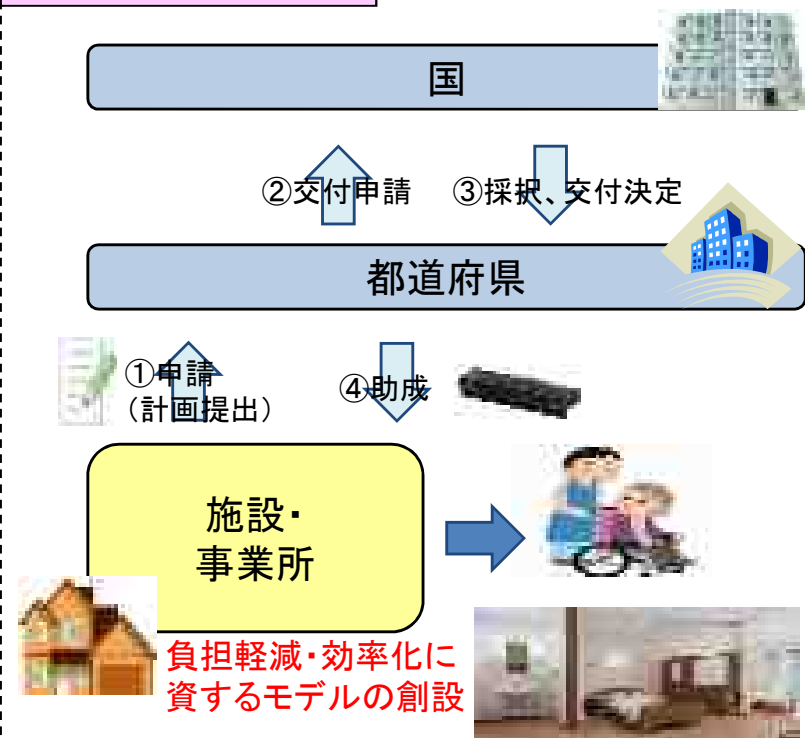 国
②交付申請
③採択、交付決定
都道府県
①申請
(計画提出)
④助成
施設・
事業所
負担軽減・効率化に
資するモデルの創設